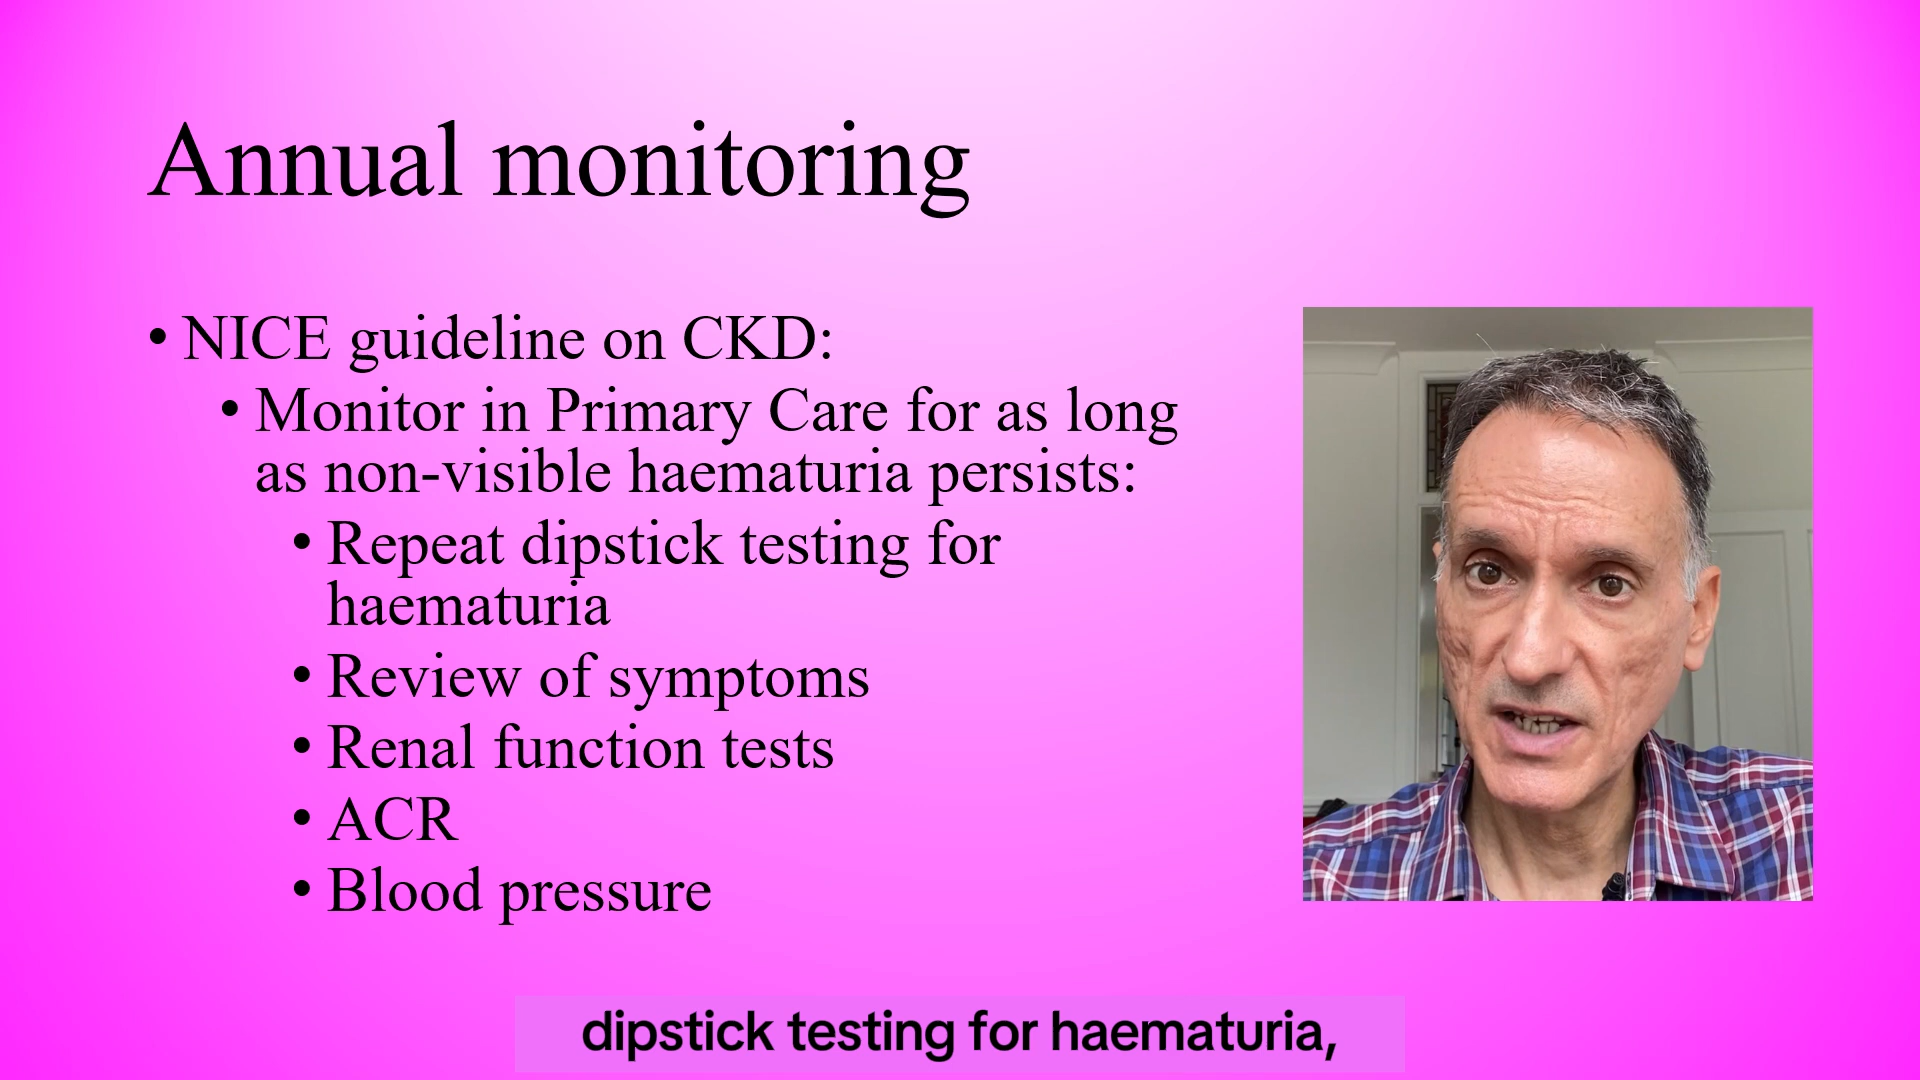 Annual monitoring
• NICE guideline on CKD:
• Monitor in Primary Care for as long
as non-visible haematuria persists:
• Repeat dipstick testing for
haematuria
• Review of symptoms
• Renal function tests
• ACR
• Blood pressure
dipstick testing for haematuria,